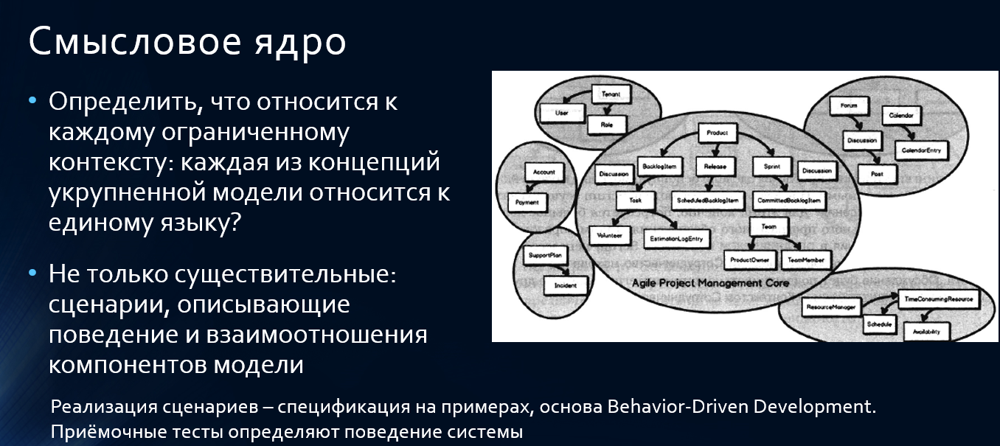 Смысловое ядро
• Определить, что относится к
каждому ограниченному
контексту: каждая из концепций
укрупненной модели относится к
единому языку?
• Не только существительные:
сценарии, описывающие
поведение и взаимоотношения
компонентов модели
Реализация сценариев – спецификация на примерах, основа Behavior-Driven Development.
Приёмочные тесты определяют поведение системы
Tenant
User
Role
Account
Payment
SupportPlan
Incident
Product
BacklogItem
Release
Sprint
Discussion
Discussion
Task
ScheduledBacklogItem
CommittedBacklogItem
Volunteer
EstimationLogEntry
Team
ProductOwner
TeamMember
Agile Project Management Core
Forum
Calendar
Discussion
CalendarEntry
Post
ResourceManager
TimeConsumingResource
Schedule
Availability